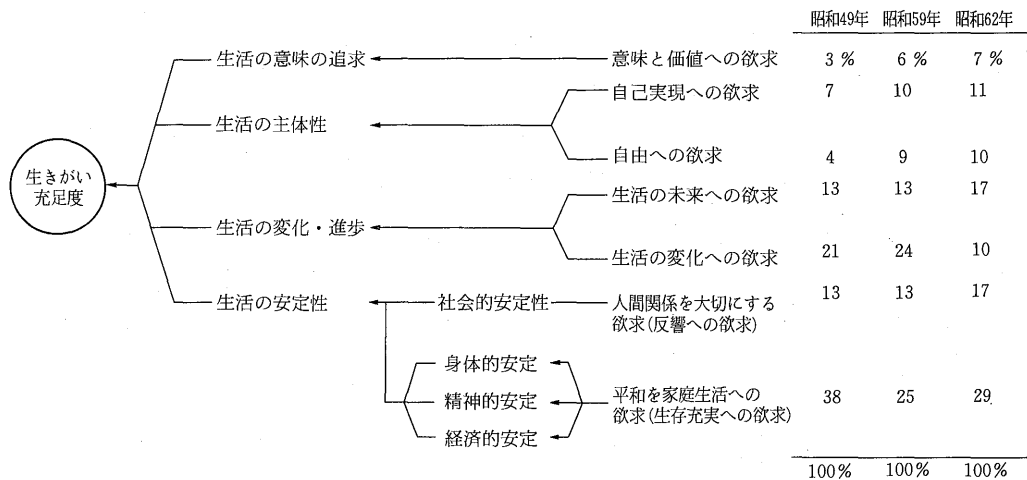 昭和49年 昭和59年 昭和62年
生活の意味の追求 意味と価値への欲求 3 % 6 % 7 %
自己実現への欲求 7 10 11
生活の主体性
自由への欲求 4 9 10
生きがい
充足度
生活の未来への欲求 13 13 17
生活の変化・進歩
生活の変化への欲求 21 24 10
生活の安定性 社会的安定性 人間関係を大切にする 13 13 17
欲求(反響への欲求)
身体的安定
平和を家庭生活への
精神的安定 38 25 29
欲求(生存充実への欲求)
経済的安定
100% 100% 100%